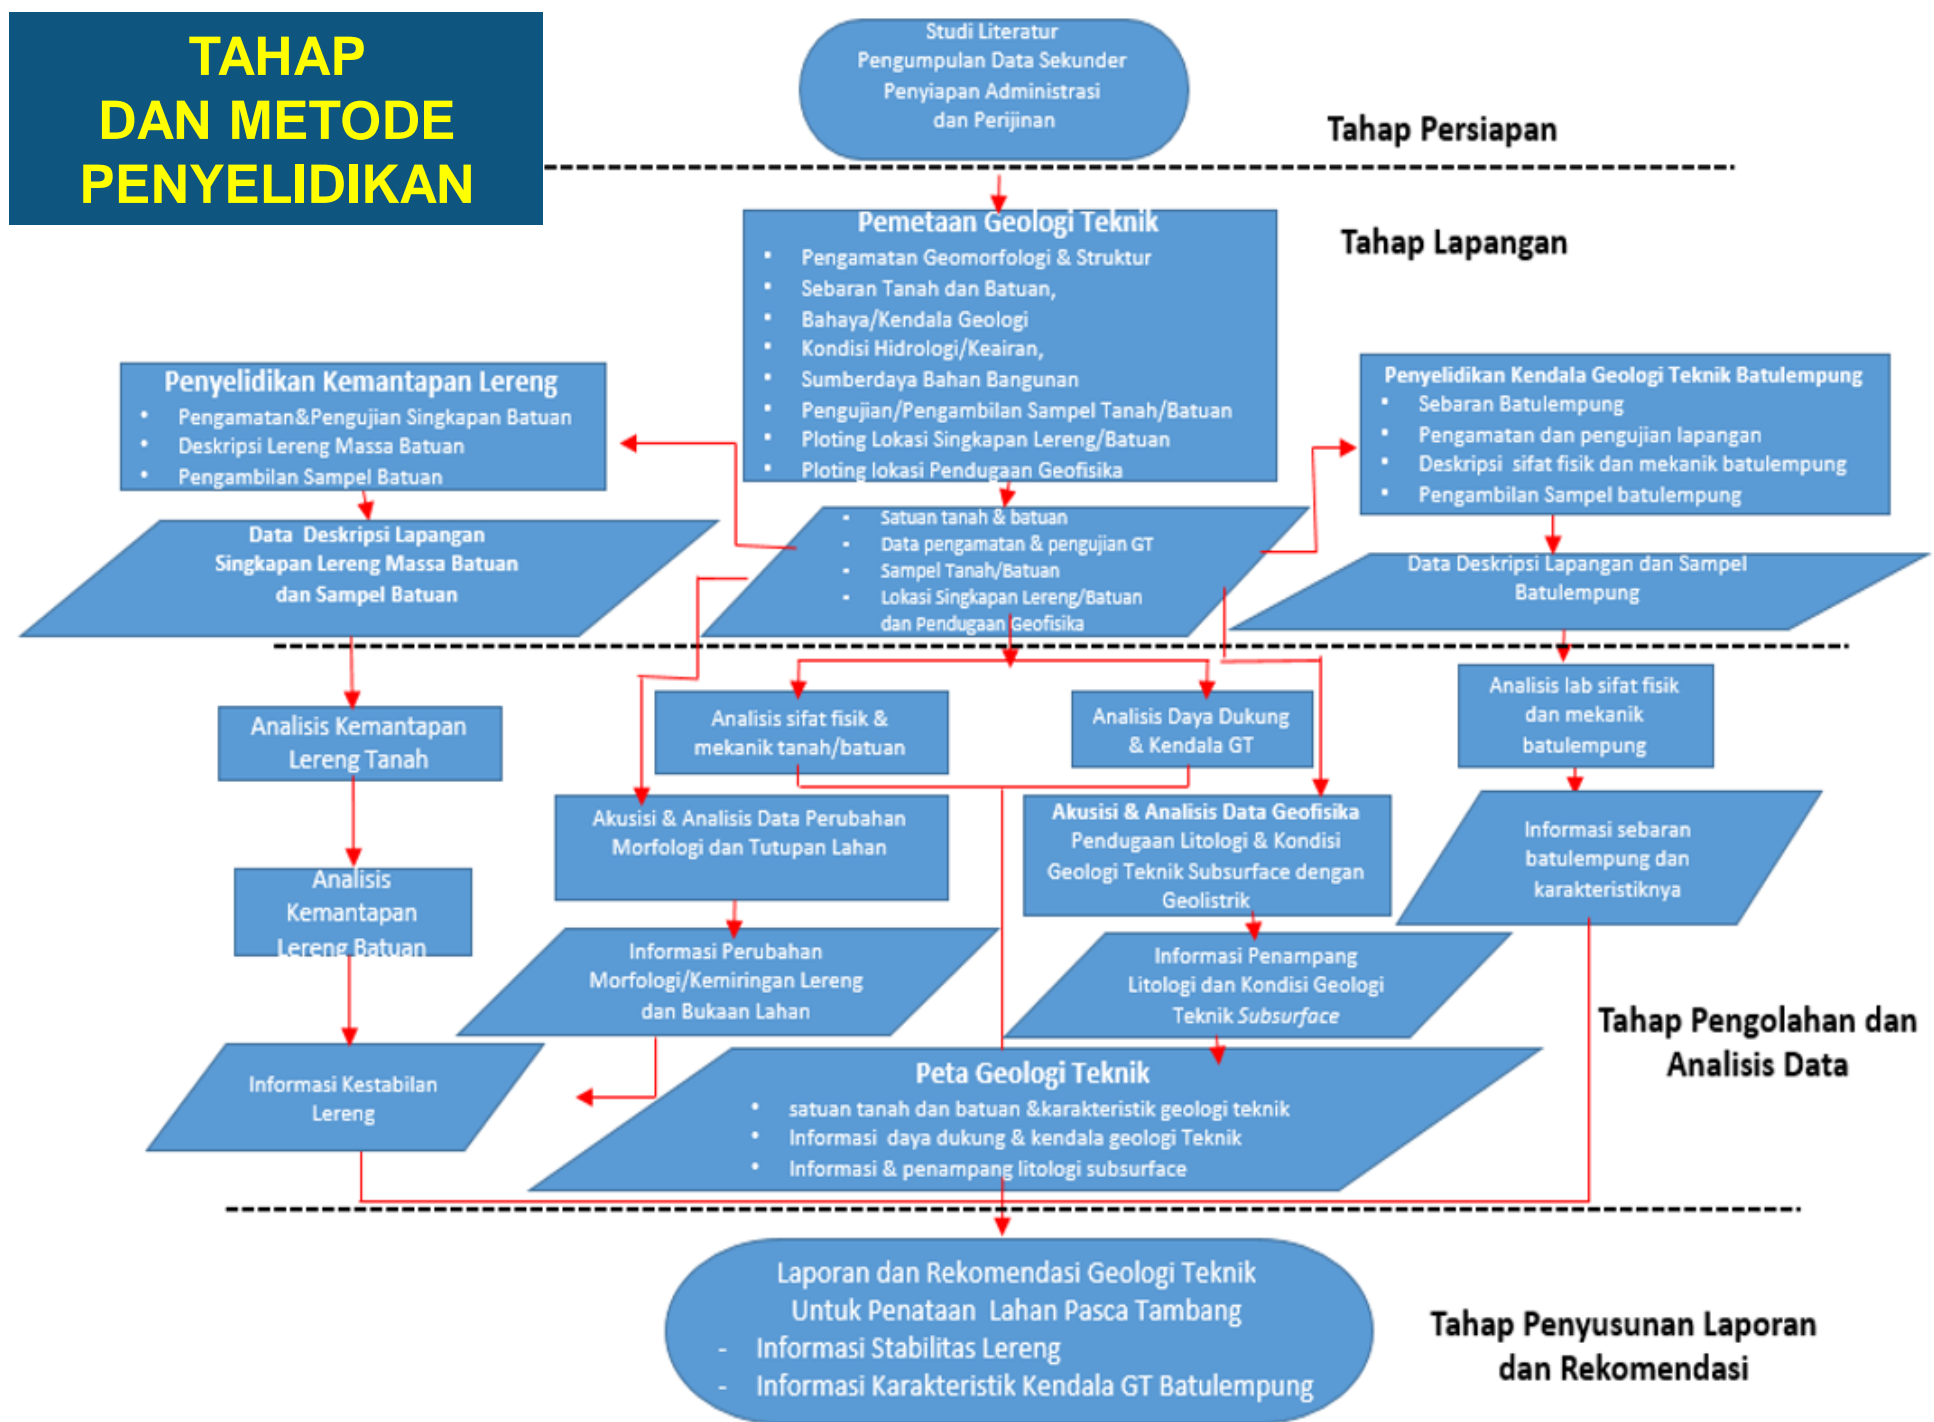 TAHAP
DAN METODE
PENYELIDIKAN
Studi Literatur
Pengumpulan Data Sekunder
Penyiapan Administrasi
dan Perijinan
Tahap Persiapan
Tahap Lapangan
Pemetaan Geologi Teknik
▪ Pengamatan Geomorfologi & Struktur
▪ Sebaran Tanah dan Batuan,
▪ Bahaya/Kendala Geologi
▪ Kondisi Hidrologi/Keairan,
▪ Sumberdaya Bahan Bangunan
▪ Pengujian/Pengambilan Sampel Tanah/Batuan
▪ Ploting Lokasi Singkapan Lereng/Batuan
▪ Ploting lokasi Pendugaan Geofisika
Penyelidikan Kemantapan Lereng
• Pengamatan&Pengujian Singkapan Batuan
• Deskripsi Lereng Massa Batuan
• Pengambilan Sampel Batuan
Penyelidikan Kendala Geologi Teknik Batulempung
▪ Sebaran Batulempung
▪ Pengamatan dan pengujian lapangan
▪ Deskripsi sifat fisik dan mekanik batulempung
▪ Pengambilan Sampel batulempung
Data Deskripsi Lapangan
Singkapan Lereng Massa Batuan
dan Sampel Batuan
▪ Satuan tanah & batuan
▪ Data pengamatan & pengujian GT
▪ Sampel Tanah/Batuan
▪ Lokasi Singkapan Lereng/Batuan
dan Pendugaan Geofisika
Data Deskripsi Lapangan dan Sampel
Batulempung
Analisis Kemantapan
Lereng Tanah
Analisis sifat fisik &
mekanik tanah/batuan
Analisis Daya Dukung
& Kendala GT
Analisis lab sifat fisik
dan mekanik
batulempung
Akusisi & Analisis Data Perubahan
Morfologi dan Tutupan Lahan
Akusisi & Analisis Data Geofisika
Pendugaan Litologi & Kondisi
Geologi Teknik Subsurface dengan
Geolistrik
Informasi sebaran
batulempung dan
karakteristiknya
Analisis
Kemantapan
Lereng Batuan
Informasi Perubahan
Morfologi/Kemiringan Lereng
dan Bukaan Lahan
Informasi Penampang
Litologi dan Kondisi Geologi
Teknik Subsurface
Tahap Pengolahan dan
Analisis Data
Informasi Kestabilan
Lereng
Peta Geologi Teknik
• satuan tanah dan batuan &karakteristik geologi teknik
• Informasi daya dukung & kendala geologi Teknik
• Informasi & penampang litologi subsurface
Laporan dan Rekomendasi Geologi Teknik
Untuk Penataan Lahan Pasca Tambang
- Informasi Stabilitas Lereng
- Informasi Karakteristik Kendala GT Batulempung
Tahap Penyusunan Laporan
dan Rekomendasi